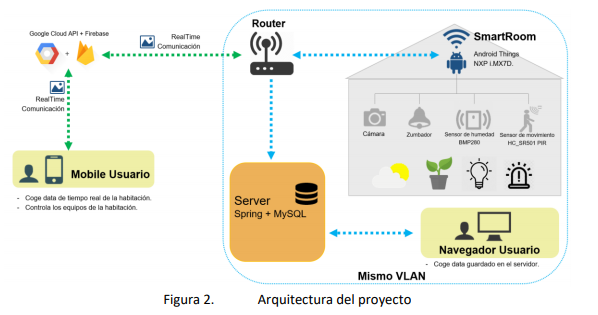 Google Cloud API + Firebase
+
RealTime
Comunicación
RealTime
Comunicación
Mobile Usuario
- Coge data de tiempo real de la habitación.
- Controla los equipos de la habitación.
Router
SmartRoom
Android Things
NXP i.MX7D.
Cámara
Zumbador
Sensor de humedad
BMP280
Sensor de movimiento
HC_SR501 PIR
Server
Spring + MySQL
Navegador Usuario
- Coge data guardado en el servidor.
Mismo VLAN
Figura 2. Arquitectura del proyecto